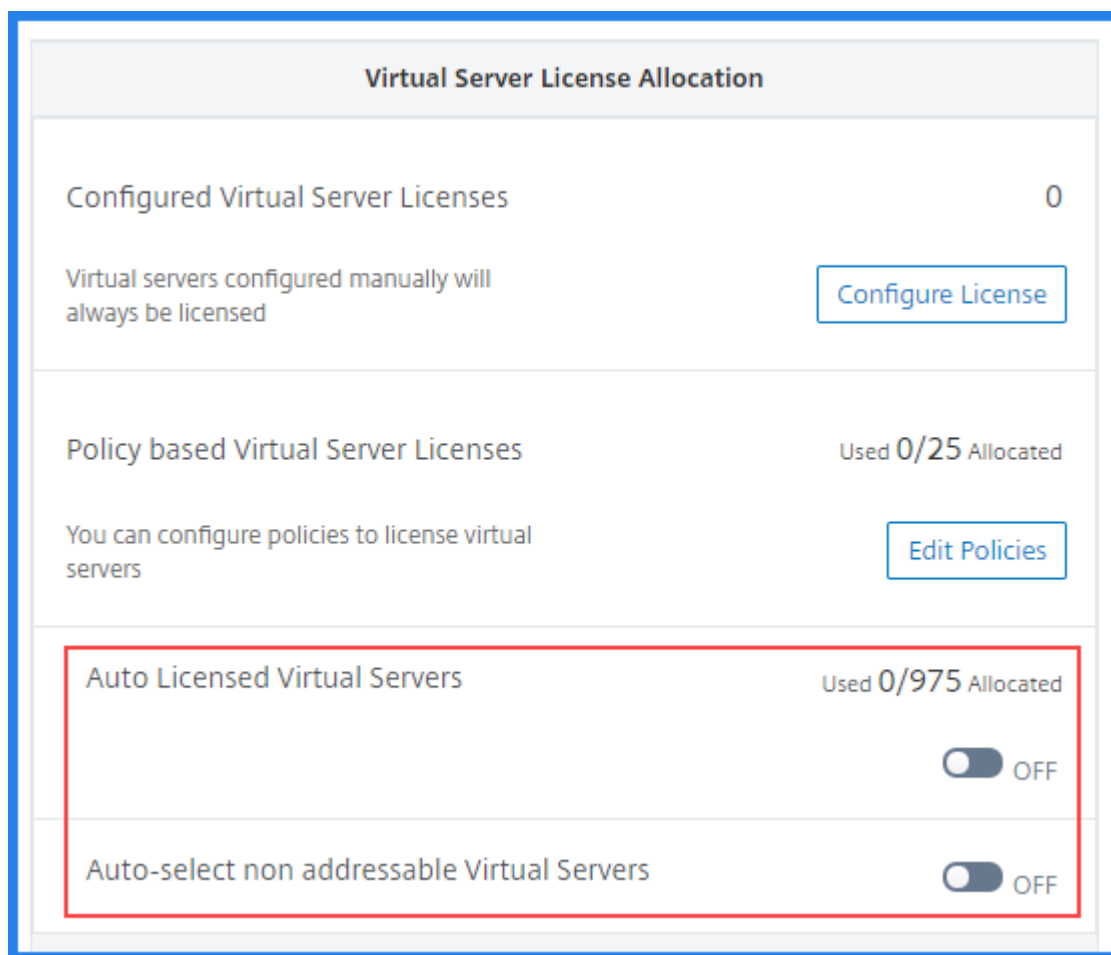 Virtual Server License Allocation
Configured Virtual Server Licenses 0
Virtual servers configured manually will
always be licensed
Configure License
Policy based Virtual Server Licenses Used 0/25 Allocated
You can configure policies to license virtual
servers
Edit Policies
Auto Licensed Virtual Servers Used 0/975 Allocated
OFF
Auto-select non addressable Virtual Servers OFF